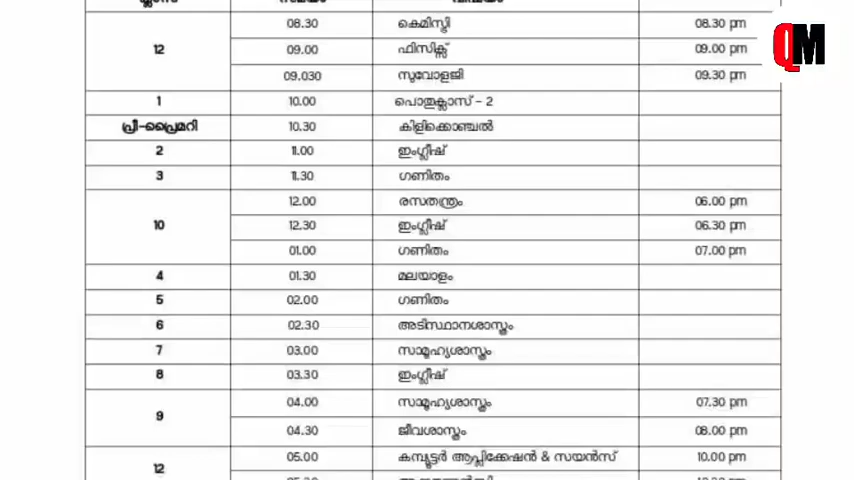 ക്ലാസ് സമയം വിഷയം
08.30 കെമിസ്ട്രി 08.30 pm
12 09.00 ഫിസിക്സ് 09.00 pm
09.030 സുവോളജി 09.30 pm
1 10.00 പൊതുക്ലാസ് - 2
പ്രീ-പ്രൈമറി 10.30 കിളിക്കൊഞ്ചൽ
2 11.00 ഇംഗ്ലീഷ്
3 11.30 ഗണിതം
12.00 രസതന്ത്രം 06.00 pm
10 12.30 ഇംഗ്ലീഷ് 06.30 pm
01.00 ഗണിതം 07.00 pm
4 01.30 മലയാളം
5 02.00 ഗണിതം
6 02.30 അടിസ്ഥാനശാസ്ത്രം
7 03.00 സാമൂഹ്യശാസ്ത്രം
8 03.30 ഇംഗ്ലീഷ്
9 04.00 സാമൂഹ്യശാസ്ത്രം 07.30 pm
04.30 ജീവശാസ്ത്രം 08.00 pm
12 05.00 കമ്പ്യൂട്ടർ ആപ്ലിക്കേഷൻ & സയൻസ് 10.00 pm
QM